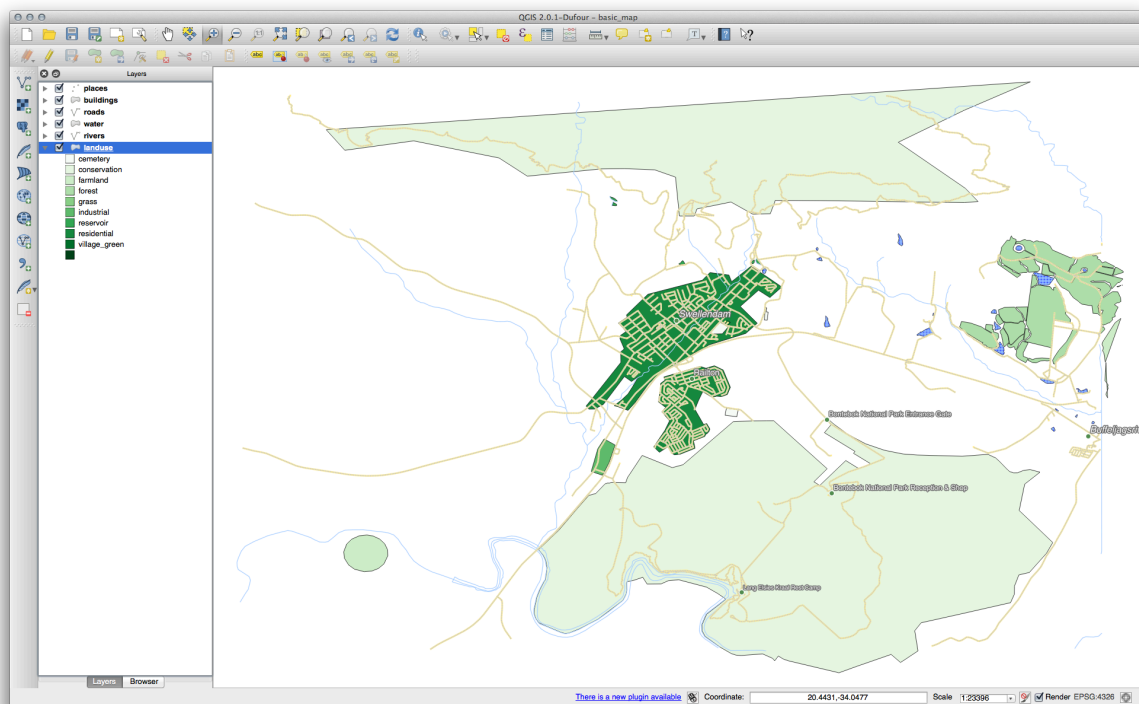 QGIS 2.0.1-Dufour - basic_map
Layers
places
buildings
roads
water
rivers
landuse
cemetery
conservation
farmland
forest
grass
industrial
reservoir
residential
village_green
Swellendam
Railton
Bontebok National Park Entrance Gate
Bontebok National Park Reception & Shop
Lang Elsies Kraal Rest Camp
Layers
Browser
There is a new plugin available
Coordinate:
20.4431,-34.0477
Scale
1:23396
Render
EPSG:4326